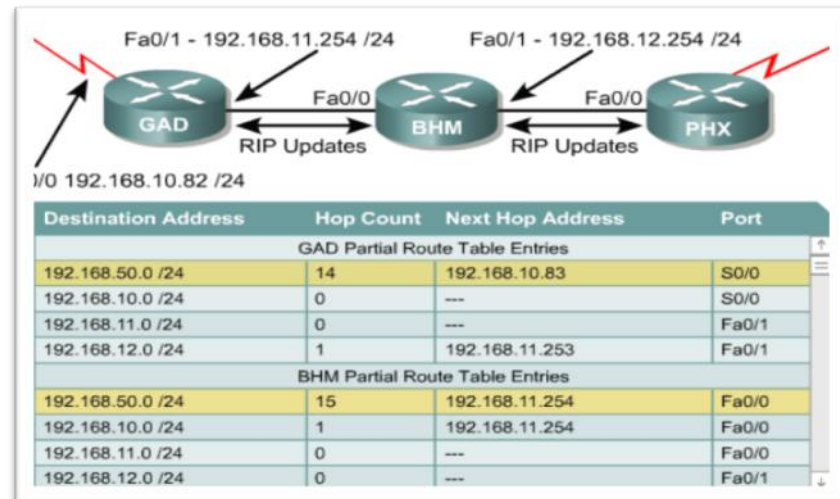 Fa0/1 - 192.168.11.254 /24 Fa0/1 - 192.168.12.254 /24
Fa0/0 Fa0/0
GAD BHM PHX
RIP Updates RIP Updates
/0 192.168.10.82 /24
Destination Address Hop Count Next Hop Address Port
GAD Partial Route Table Entries
192.168.50.0 /24 14 192.168.10.83 S0/0
192.168.10.0 /24 0 --- S0/0
192.168.11.0 /24 0 --- Fa0/1
192.168.12.0 /24 1 192.168.11.253 Fa0/1
BHM Partial Route Table Entries
192.168.50.0 /24 15 192.168.11.254 Fa0/0
192.168.10.0 /24 1 192.168.11.254 Fa0/0
192.168.11.0 /24 0 --- Fa0/0
192.168.12.0 /24 0 --- Fa0/1